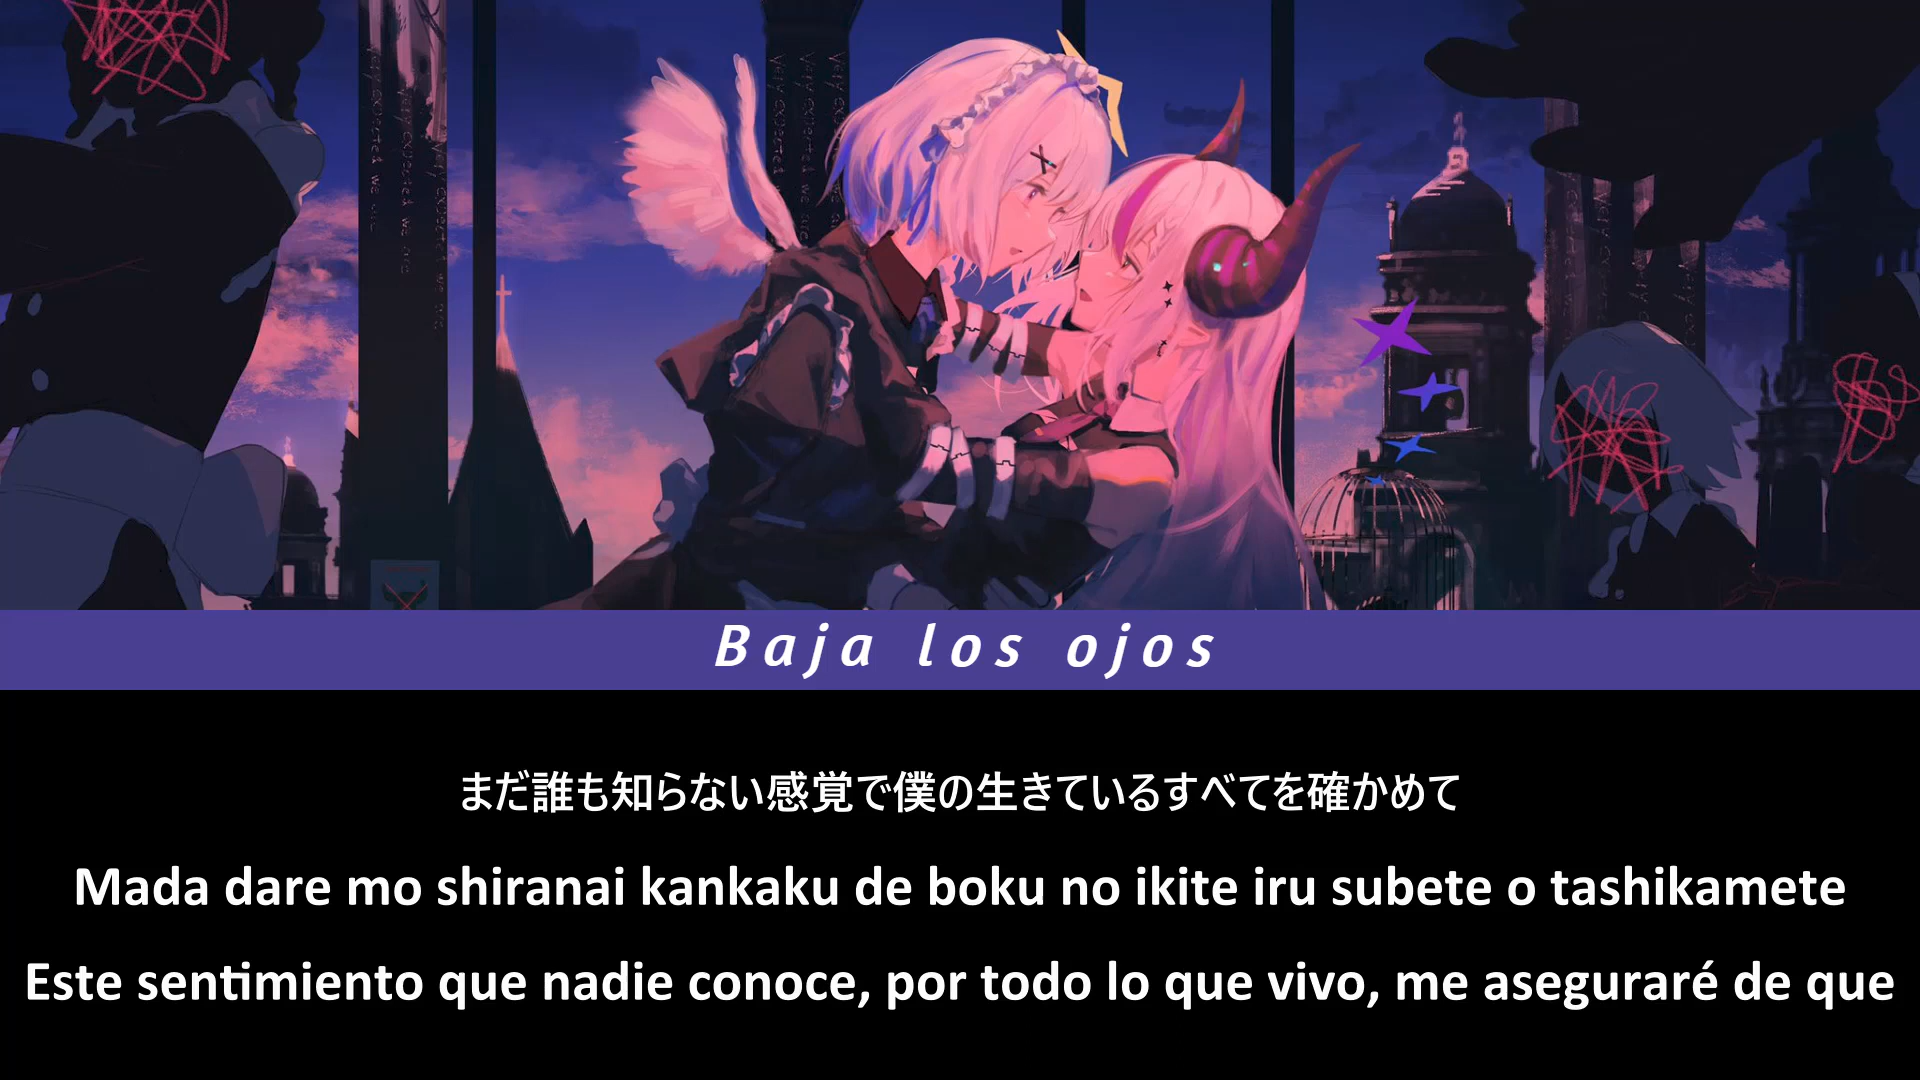 Baja los ojos
まだ誰も知らない感覚で僕の生きているすべてを確かめて
Mada dare mo shiranai kankaku de boku no ikite iru subete o tashikamete
Este sentimiento que nadie conoce, por todo lo que vivo, me aseguraré de que